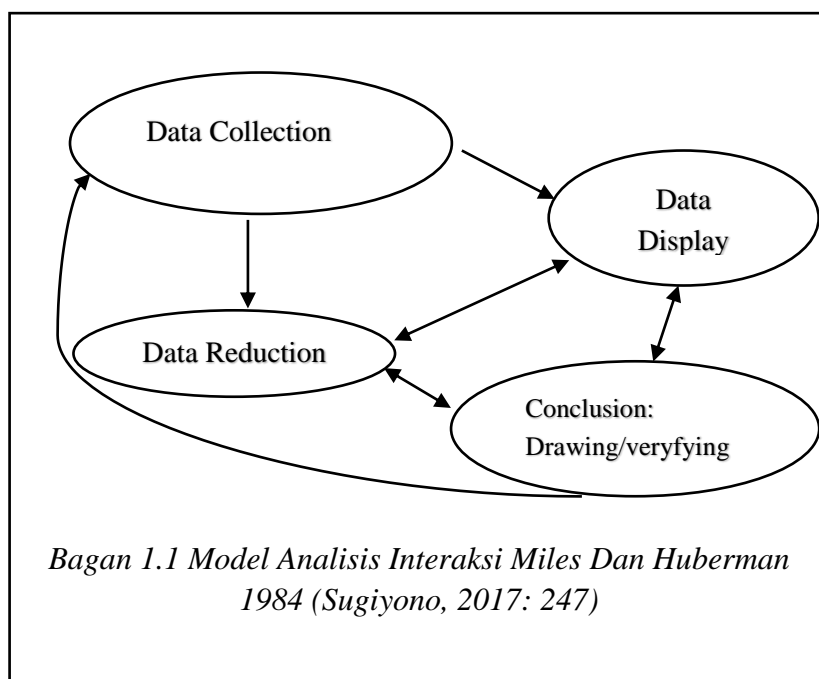 Data Collection
Data
Display
Data Reduction
Conclusion:
Drawing/veryfying
Bagan 1.1 Model Analisis Interaksi Miles Dan Huberman
1984 (Sugiyono, 2017: 247)